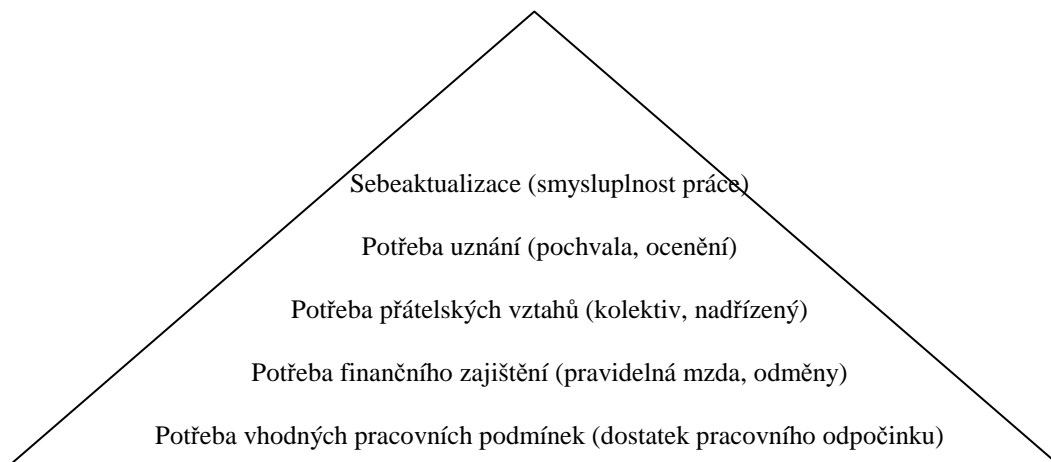 Sebeaktualizace (smysluplnost práce)
Potřeba uznání (pochvala, ocenění)
Potřeba přátelských vztahů (kolektiv, nadřízený)
Potřeba finančního zajištění (pravidelná mzda, odměny)
Potřeba vhodných pracovních podmínek (dostatek pracovního odpočinku)